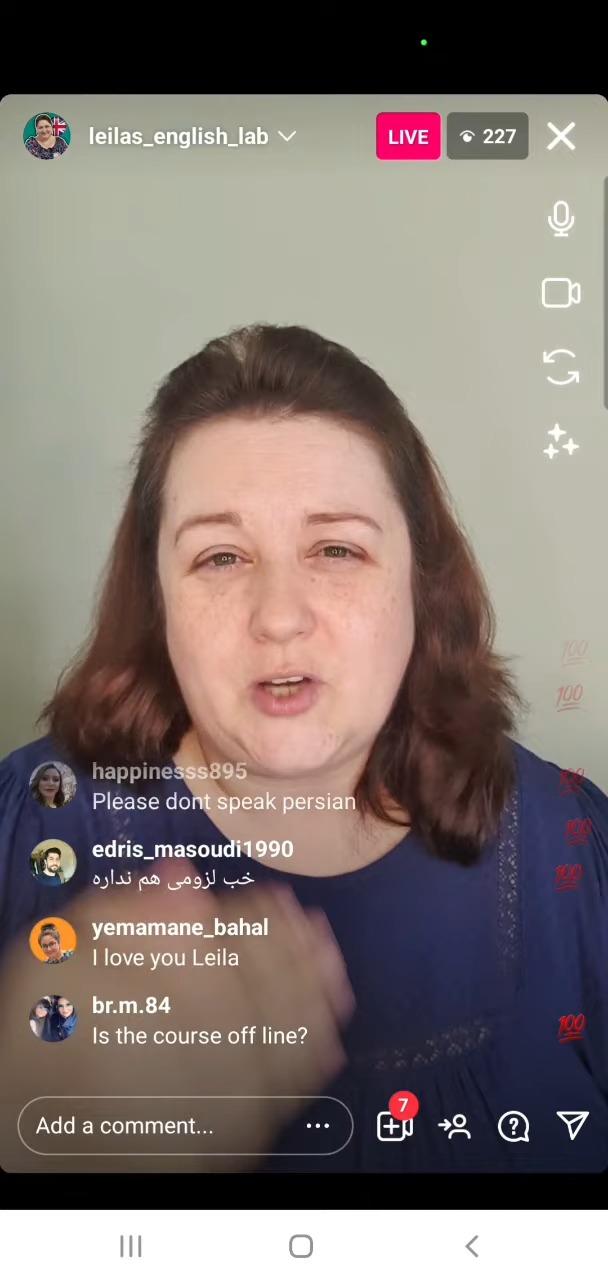 leilas_english_lab
LIVE
227
💯
💯
💯
💯
💯
💯
happinesss895
Please dont speak persian
edris_masoudi1990
خب لزومی هم نداره
yemamane_bahal
I love you Leila
br.m.84
Is the course off line?
7
Add a comment...